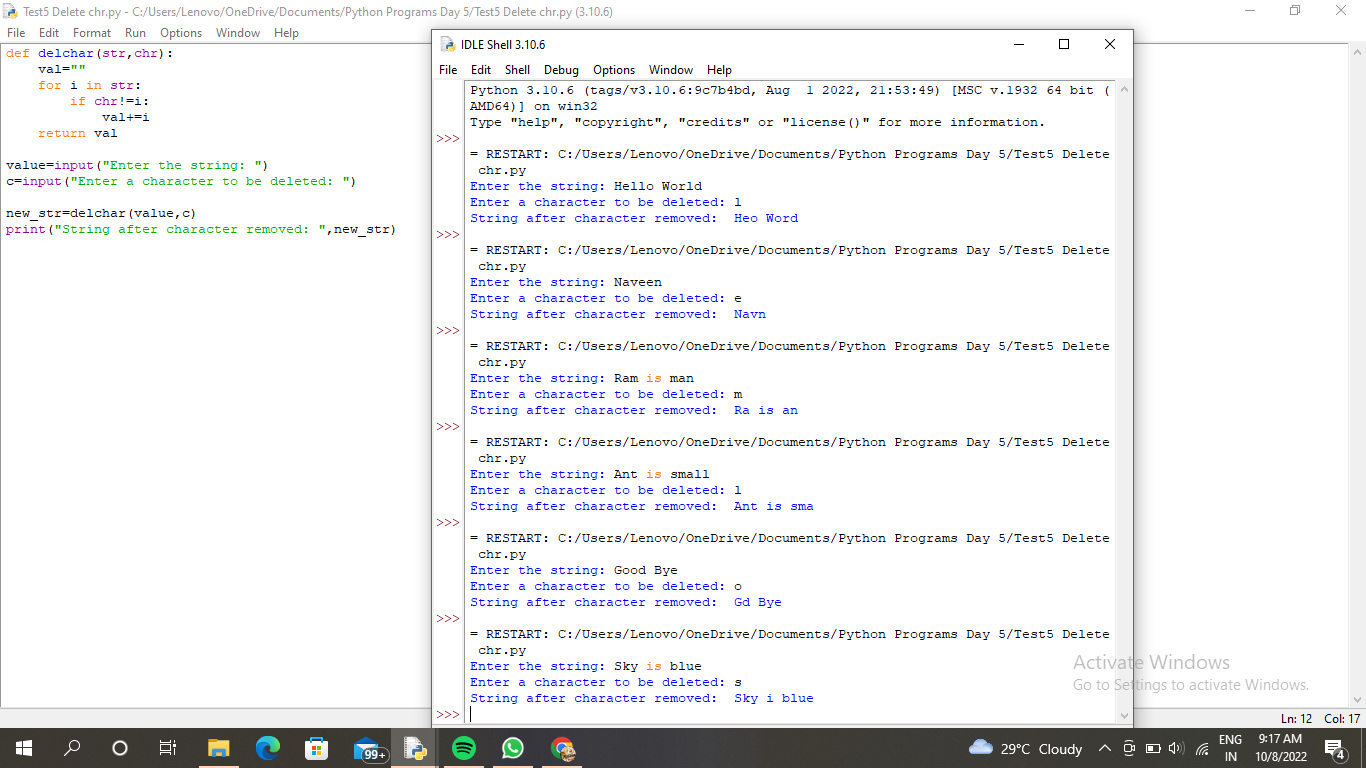 Test5 Delete chr.py - C:/Users/Lenovo/OneDrive/Documents/Python Programs Day 5/Test5 Delete chr.py (3.10.6)
File Edit Format Run Options Window Help
def delchar(str,chr):
    val=""
    for i in str:
        if chr!=i:
            val+=i
    return val
value=input("Enter the string: ")
c=input("Enter a character to be deleted: ")
new_str=delchar(value,c)
print("String after character removed: ",new_str)
IDLE Shell 3.10.6
File Edit Shell Debug Options Window Help
Python 3.10.6 (tags/v3.10.6:9c7b4bd, Aug  1 2022, 21:53:49) [MSC v.1932 64 bit (
AMD64)] on win32
Type "help", "copyright", "credits" or "license()" for more information.
>>>
= RESTART: C:/Users/Lenovo/OneDrive/Documents/Python Programs Day 5/Test5 Delete
 chr.py
Enter the string: Hello World
Enter a character to be deleted: l
String after character removed:  Heo Word
>>>
= RESTART: C:/Users/Lenovo/OneDrive/Documents/Python Programs Day 5/Test5 Delete
 chr.py
Enter the string: Naveen
Enter a character to be deleted: e
String after character removed:  Navn
>>>
= RESTART: C:/Users/Lenovo/OneDrive/Documents/Python Programs Day 5/Test5 Delete
 chr.py
Enter the string: Ram is man
Enter a character to be deleted: m
String after character removed:  Ra is an
>>>
= RESTART: C:/Users/Lenovo/OneDrive/Documents/Python Programs Day 5/Test5 Delete
 chr.py
Enter the string: Ant is small
Enter a character to be deleted: l
String after character removed:  Ant is sma
>>>
= RESTART: C:/Users/Lenovo/OneDrive/Documents/Python Programs Day 5/Test5 Delete
 chr.py
Enter the string: Good Bye
Enter a character to be deleted: o
String after character removed:  Gd Bye
>>>
= RESTART: C:/Users/Lenovo/OneDrive/Documents/Python Programs Day 5/Test5 Delete
 chr.py
Enter the string: Sky is blue
Enter a character to be deleted: s
String after character removed:  Sky i blue
>>>
Activate Windows
Go to Settings to activate Windows.
Ln: 12 Col: 17
99+
29°C Cloudy
ENG
IN
9:17 AM
10/8/2022
4